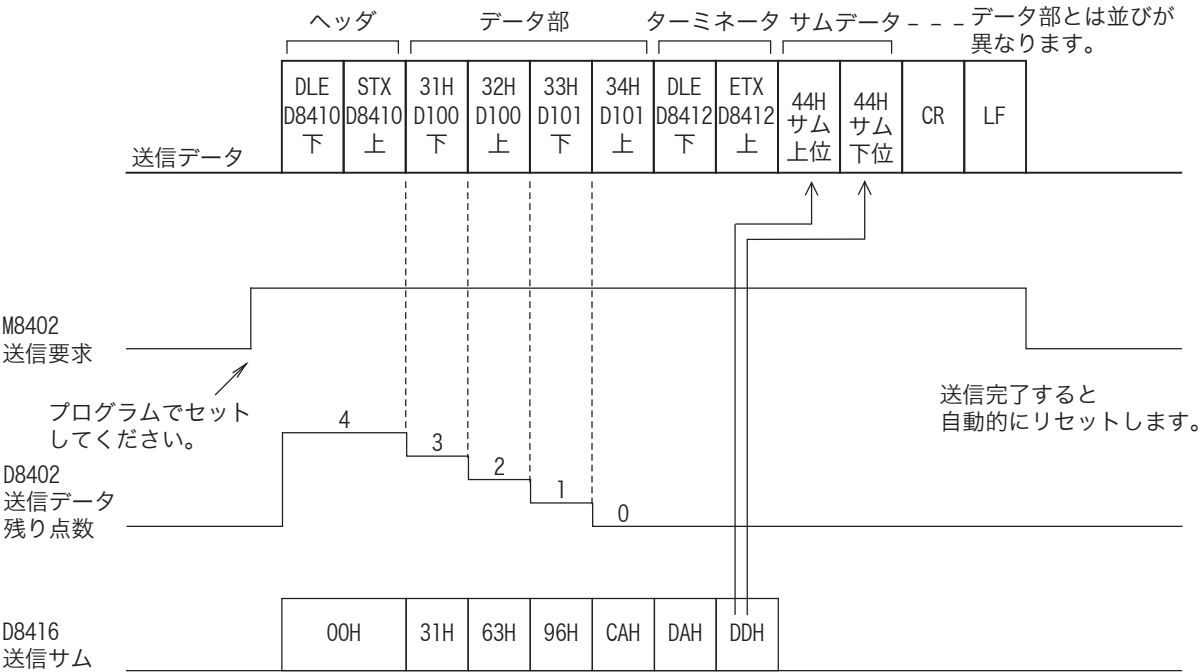 ヘッダ データ部 ターミネータ サムデータ データ部とは並びが
異なります。
DLE STX 31H 32H 33H 34H DLE ETX 44H 44H CR LF
D8410 D8410 D100 D100 D101 D101 D8412 D8412 サム サム
下 上 下 上 下 上 下 上 上位 下位
送信データ
M8402
送信要求
プログラムでセット
してください。
送信完了すると
自動的にリセットします。
4
3
2
1
0
D8402
送信データ
残り点数
D8416
送信サム
00H 31H 63H 96H CAH DAH DDH